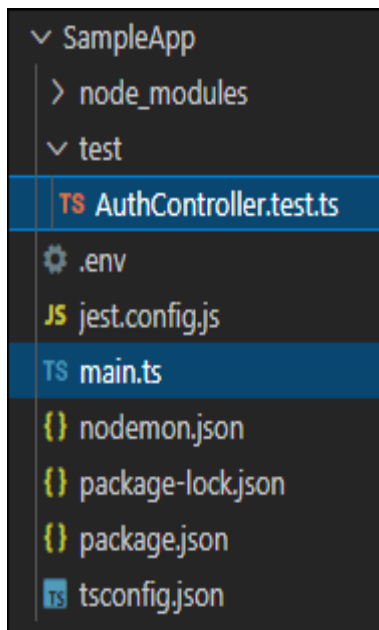 SampleApp
node_modules
test
TS AuthController.test.ts
.env
JS jest.config.js
TS main.ts
{} nodemon.json
{} package-lock.json
{} package.json
TS tsconfig.json